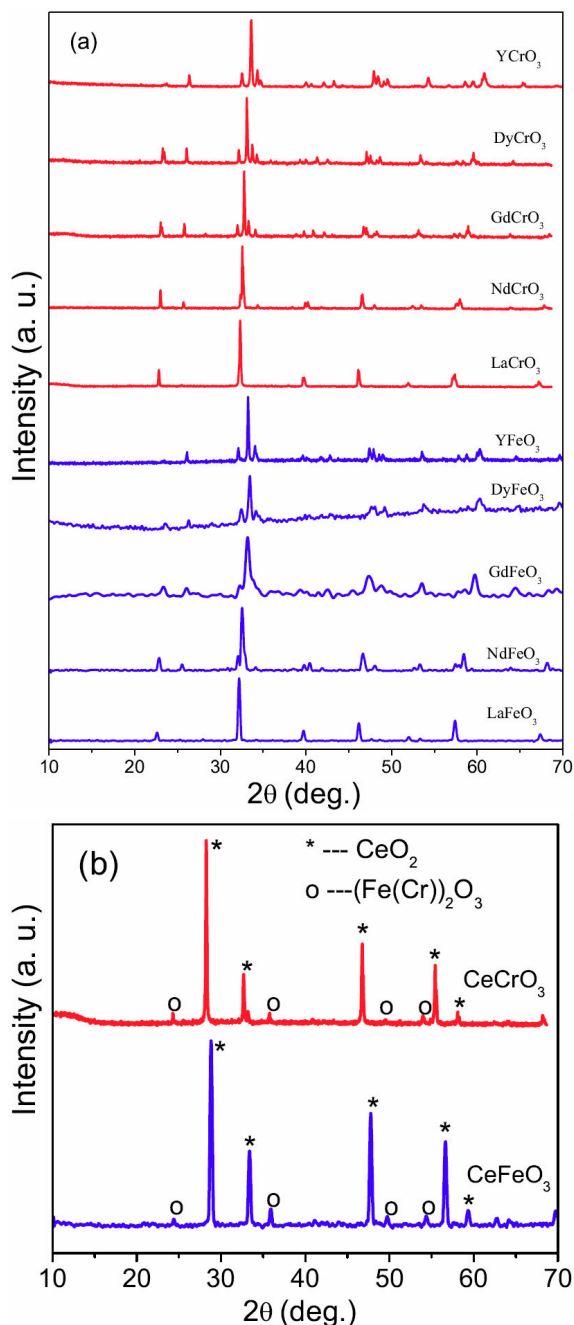 (a)
YCrO₃
DyCrO₃
GdCrO₃
NdCrO₃
LaCrO₃
YFeO₃
DyFeO₃
GdFeO₃
NdFeO₃
LaFeO₃
Intensity (a. u.)
10 20 30 40 50 60 70
2θ (deg.)
(b)
* --- CeO₂
o ---(Fe(Cr))₂O₃
* * * * *
CeCrO₃
o o o o
* * * * *
CeFeO₃
o o o o
Intensity (a. u.)
10 20 30 40 50 60 70
2θ (deg.)